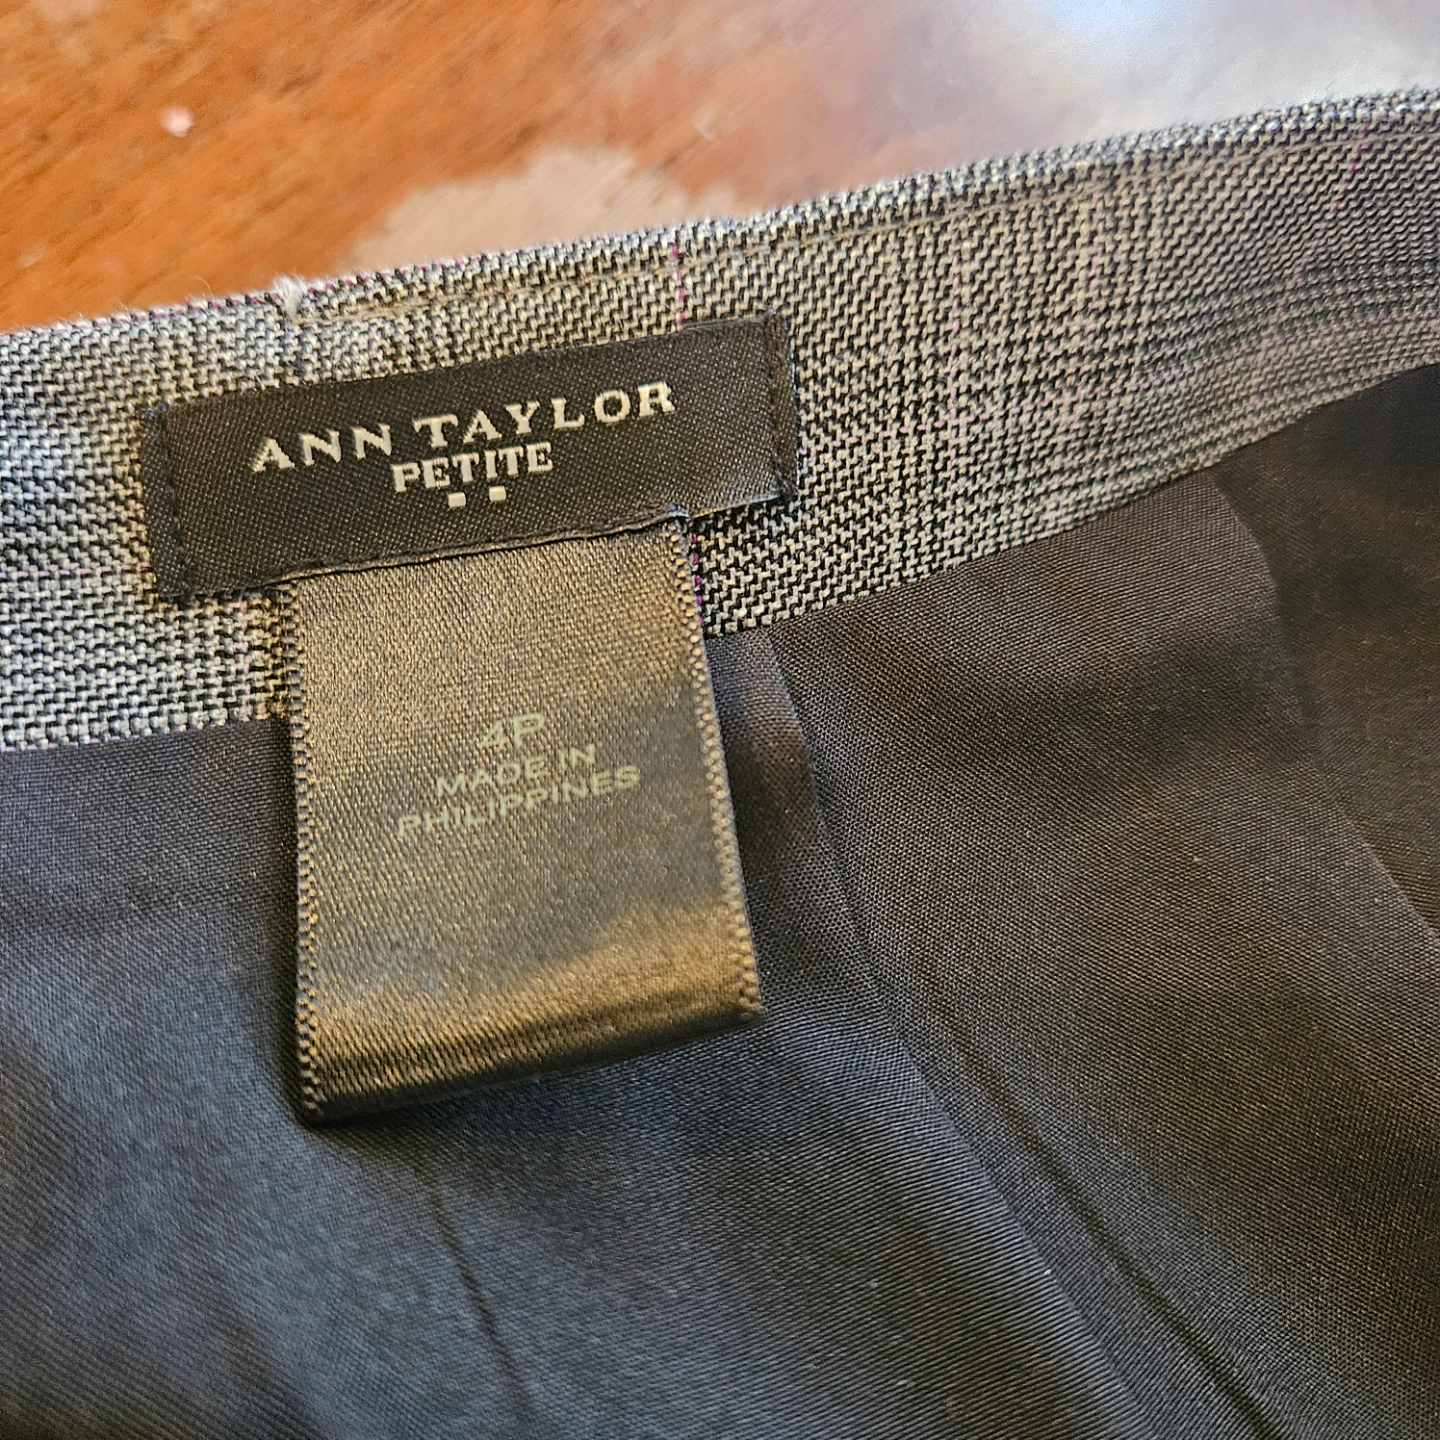 ANN TAYLOR
PETITE
4P
MADE IN
PHILIPPINES